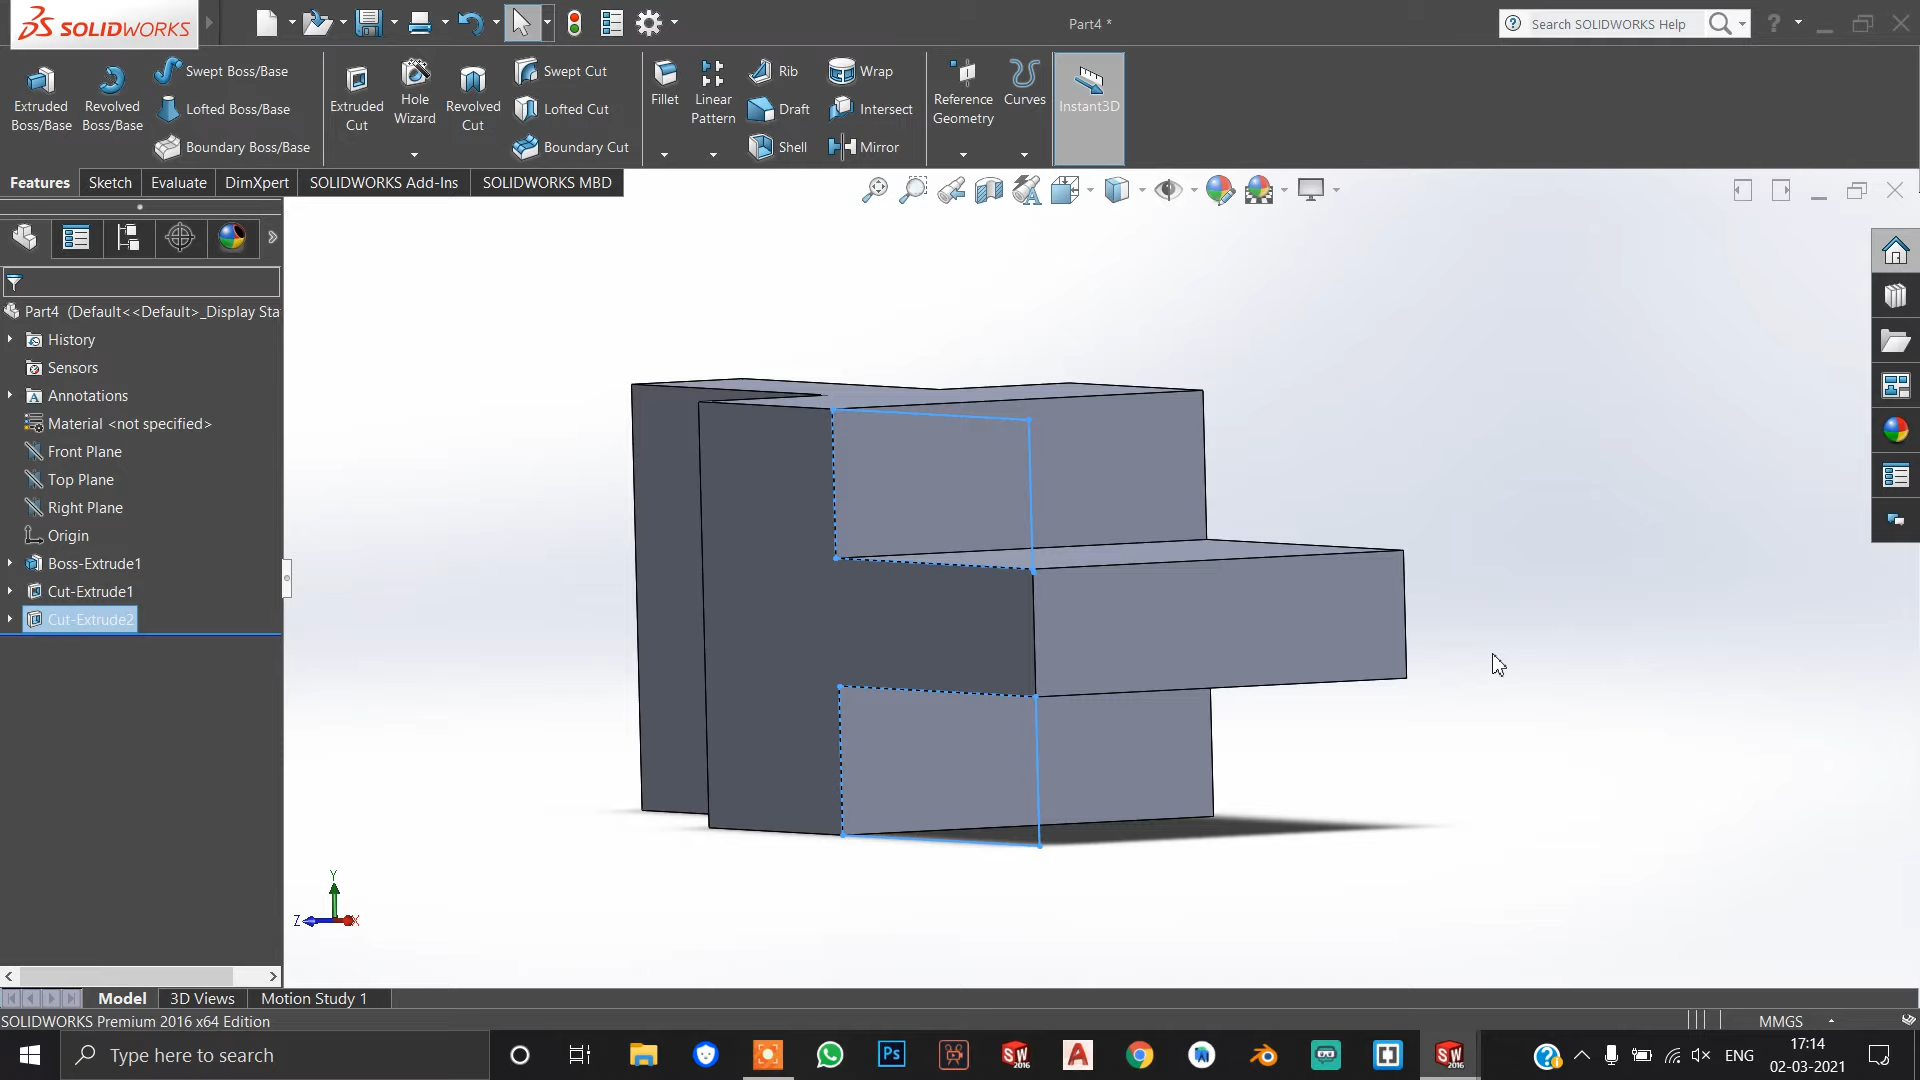 SOLIDWORKS
Part4 *
Search SOLIDWORKS Help
Extruded Boss/Base
Revolved Boss/Base
Swept Boss/Base
Lofted Boss/Base
Boundary Boss/Base
Extruded Cut
Hole Wizard
Revolved Cut
Swept Cut
Lofted Cut
Boundary Cut
Fillet
Linear Pattern
Rib
Draft
Shell
Wrap
Intersect
Mirror
Reference Geometry
Curves
Instant3D
Features
Sketch
Evaluate
DimXpert
SOLIDWORKS Add-Ins
SOLIDWORKS MBD
Part4 (Default<<Default>_Display Sta
History
Sensors
Annotations
Material <not specified>
Front Plane
Top Plane
Right Plane
Origin
Boss-Extrude1
Cut-Extrude1
Cut-Extrude2
Y
Z
X
Model
3D Views
Motion Study 1
SOLIDWORKS Premium 2016 x64 Edition
MMGS
Type here to search
Ps
SW
2016
A
SW
2016
ENG
17:14
02-03-2021